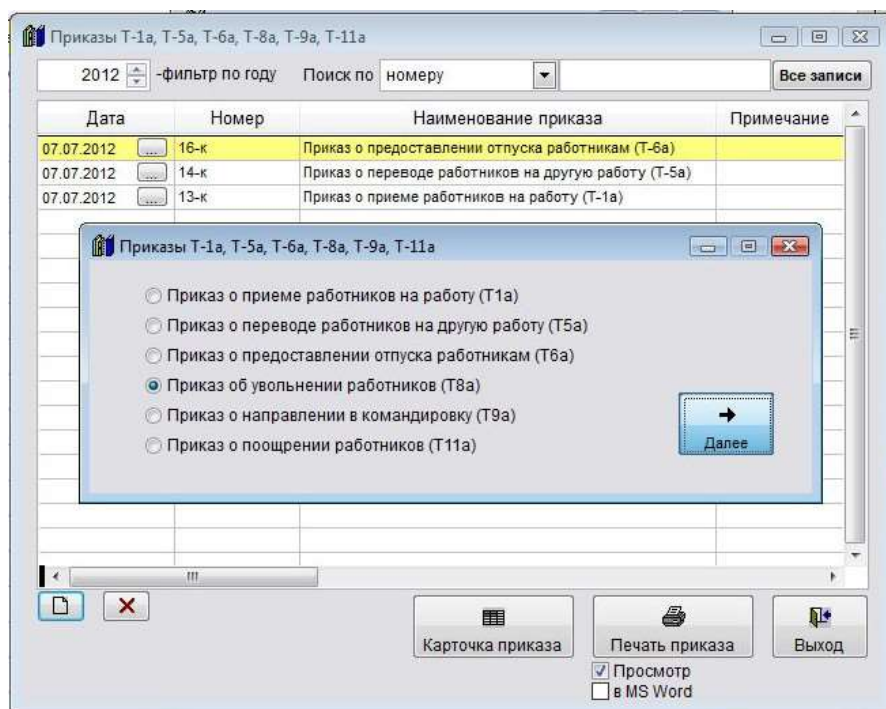 Приказы Т-1а, Т-5а, Т-6а, Т-8а, Т-9а, Т-11а
2012 -фильтр по году Поиск по номеру Все записи
Дата Номер Наименование приказа Примечание
07.07.2012 ... 16-к Приказ о предоставлении отпуска работникам (Т-6а)
07.07.2012 ... 14-к Приказ о переводе работников на другую работу (Т-5а)
07.07.2012 ... 13-к Приказ о приеме работников на работу (Т-1а)
Приказы Т-1а, Т-5а, Т-6а, Т-8а, Т-9а, Т-11а
Приказ о приеме работников на работу (Т1а)
Приказ о переводе работников на другую работу (Т5а)
Приказ о предоставлении отпуска работникам (Т6а)
Приказ об увольнении работников (Т8а)
Приказ о направлении в командировку (Т9а)
Приказ о поощрении работников (Т11а)
Далее
Карточка приказа Печать приказа Выход
Просмотр
в MS Word